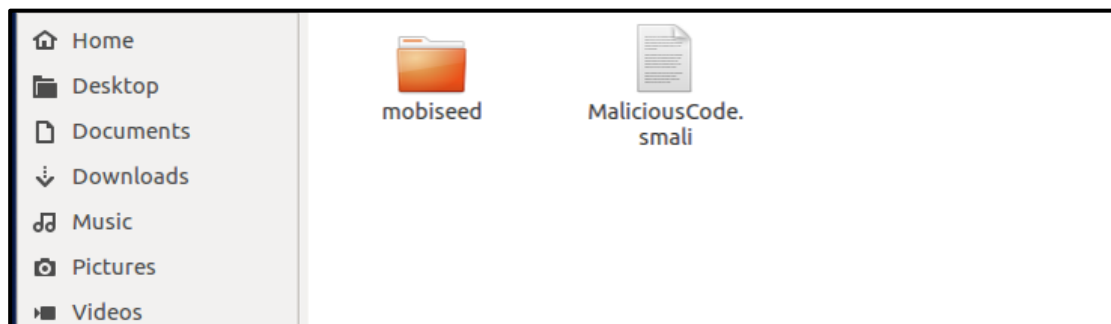 Home
Desktop
Documents
Downloads
Music
Pictures
Videos
mobiseed
MaliciousCode.
smali